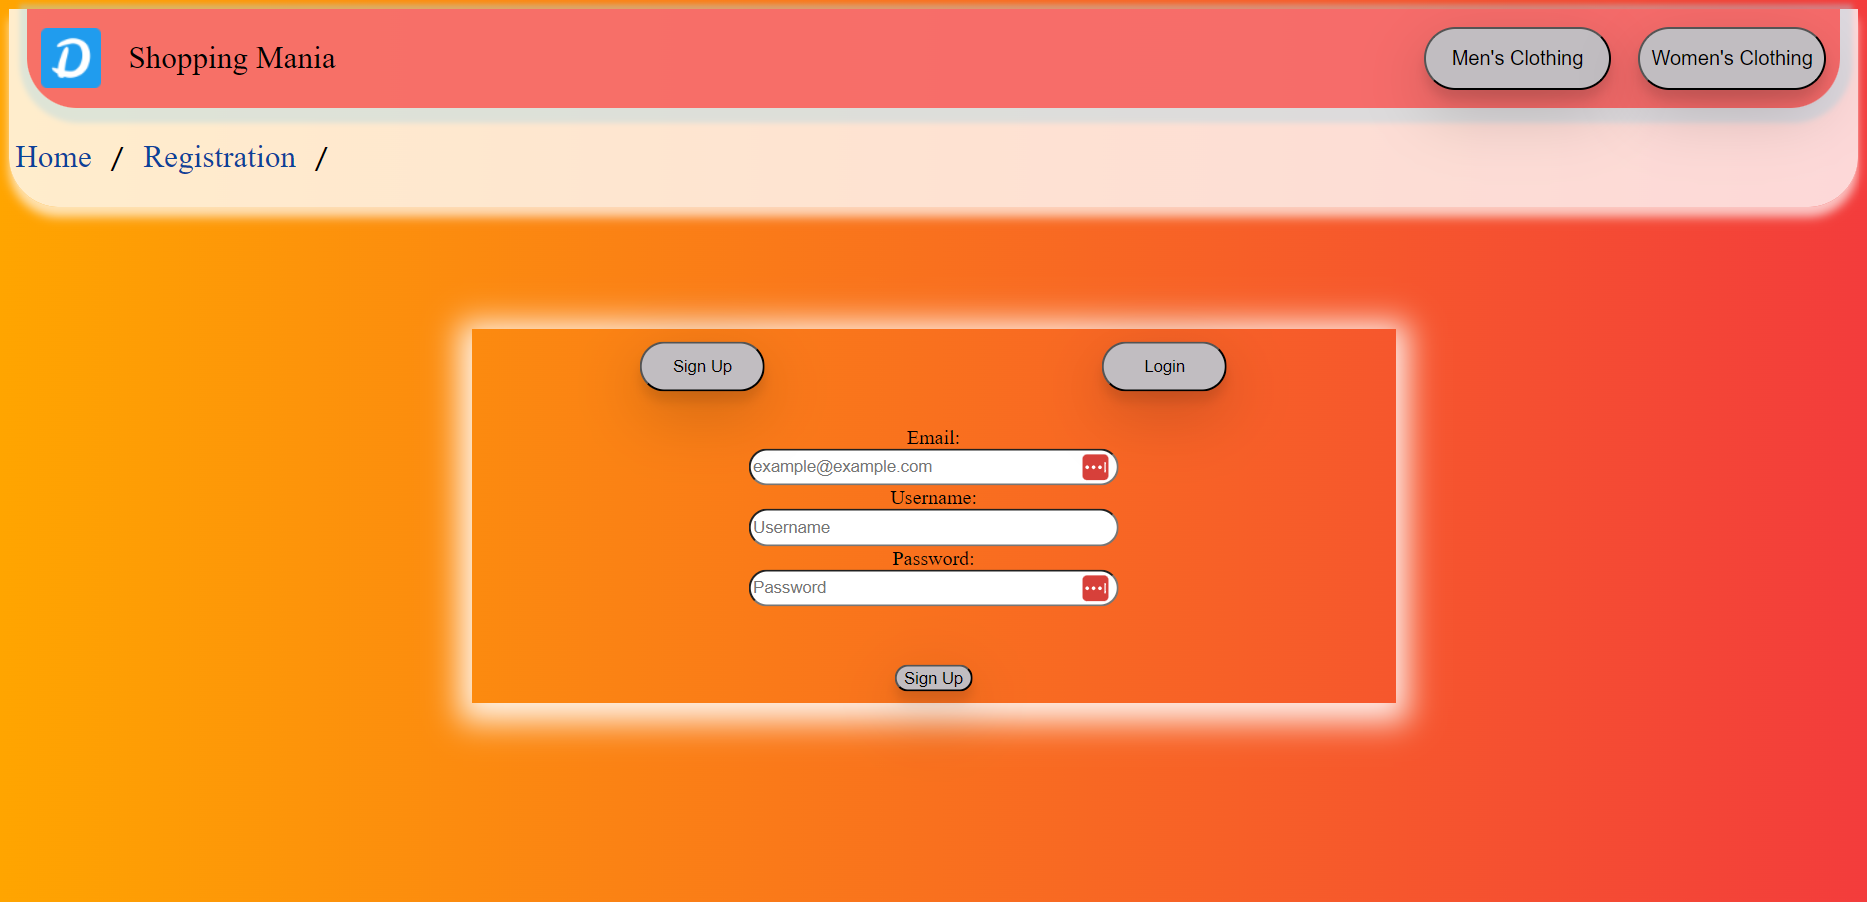 D Shopping Mania Men's Clothing Women's Clothing
Home / Registration /
Sign Up Login
Email:
example@example.com
Username:
Username
Password:
Password
Sign Up